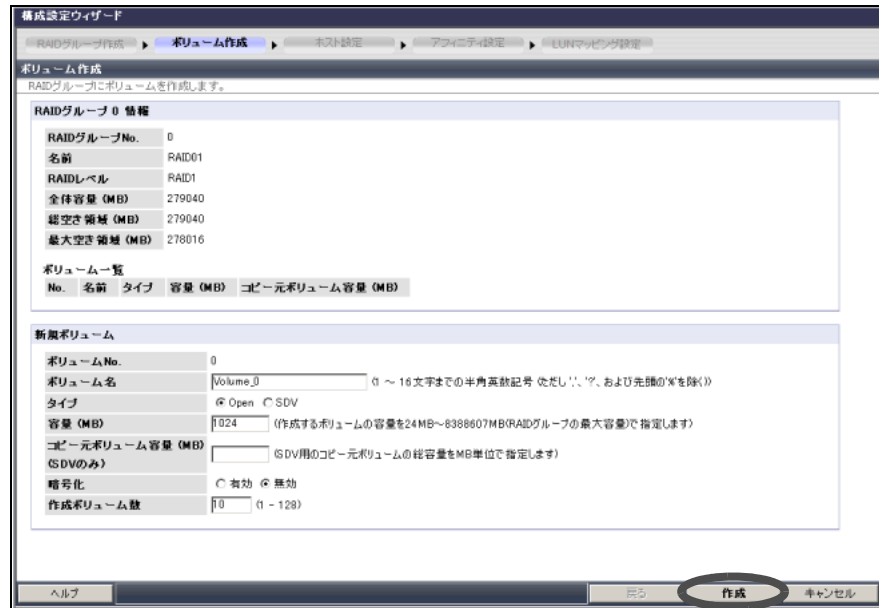 構成設定ウィザード
RAIDグループ作成 ボリューム作成 ホスト設定 アフィニティ設定 LUNマッピング設定
ボリューム作成
RAIDグループにボリュームを作成します。
RAIDグループ 0 情報
RAIDグループNo. 0
名前 RAID01
RAIDレベル RAID1
全体容量 (MB) 279040
総空き領域 (MB) 279040
最大空き領域 (MB) 278016
ボリューム一覧
No. 名前 タイプ 容量 (MB) コピー元ボリューム容量 (MB)
新規ボリューム
ボリュームNo. 0
ボリューム名 Volume_0 (1 ～ 16文字までの半角英数記号 (ただし ','、'?'、および先頭の'%'を除く))
タイプ Open SDV
容量 (MB) 1024 (作成するボリュームの容量を24MB～8388607MB(RAIDグループの最大容量)で指定します)
コピー元ボリューム容量 (MB)
(SDVのみ) (SDV用のコピー元ボリュームの総容量をMB単位で指定します)
暗号化 有効 無効
作成ボリューム数 10 (1 - 128)
ヘルプ 戻る 作成 キャンセル